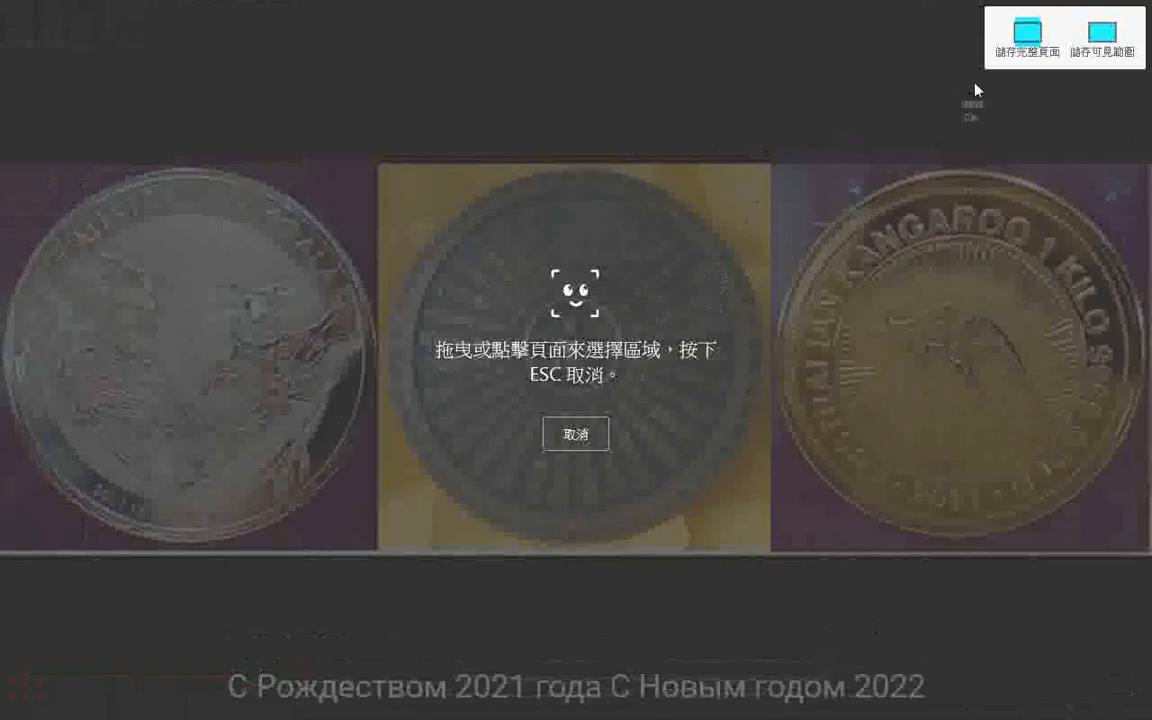 儲存完整頁面 儲存可見範圍
KANGAROO 1 KILO
拖曳或點擊頁面來選擇區域，按下
ESC 取消。
取消
С Рождеством 2021 года С Новым годом 2022